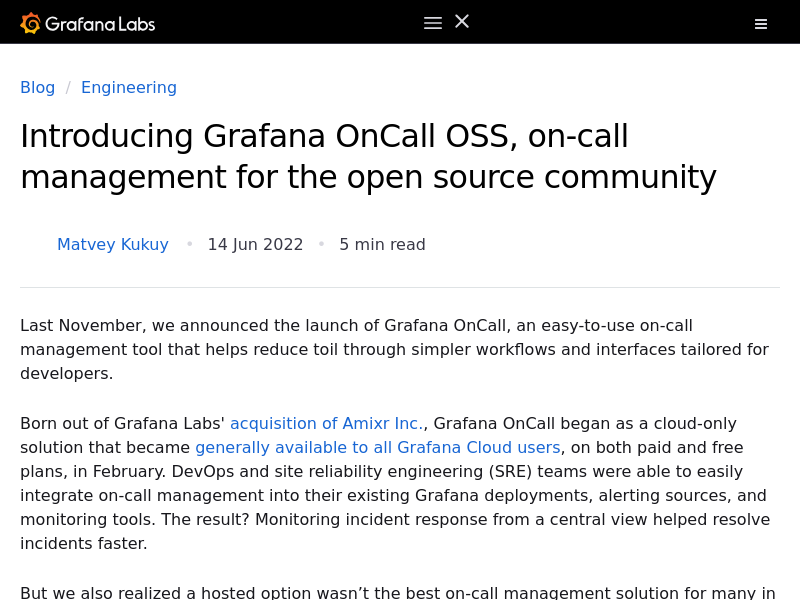 Grafana Labs
Blog / Engineering
Introducing Grafana OnCall OSS, on-call
management for the open source community
Matvey Kukuy • 14 Jun 2022 • 5 min read
Last November, we announced the launch of Grafana OnCall, an easy-to-use on-call
management tool that helps reduce toil through simpler workflows and interfaces tailored for
developers.
Born out of Grafana Labs' acquisition of Amixr Inc., Grafana OnCall began as a cloud-only
solution that became generally available to all Grafana Cloud users, on both paid and free
plans, in February. DevOps and site reliability engineering (SRE) teams were able to easily
integrate on-call management into their existing Grafana deployments, alerting sources, and
monitoring tools. The result? Monitoring incident response from a central view helped resolve
incidents faster.
But we also realized a hosted option wasn’t the best on-call management solution for many in